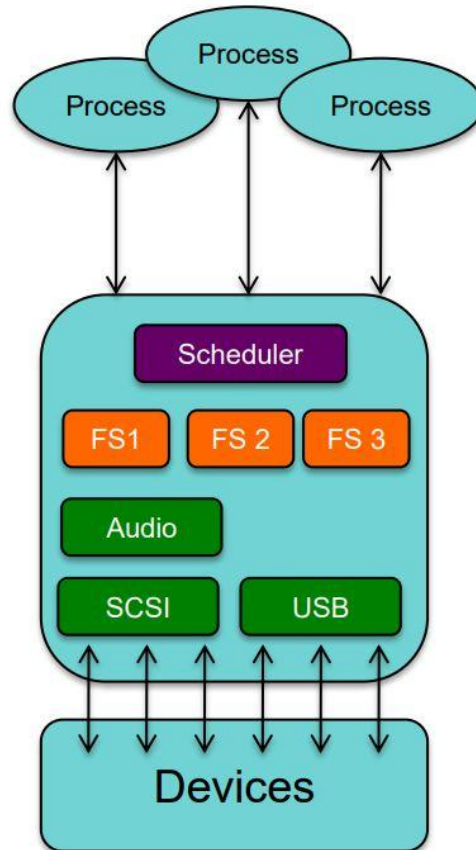 Process
Process
Process
Scheduler
FS1
FS 2
FS 3
Audio
SCSI
USB
Devices